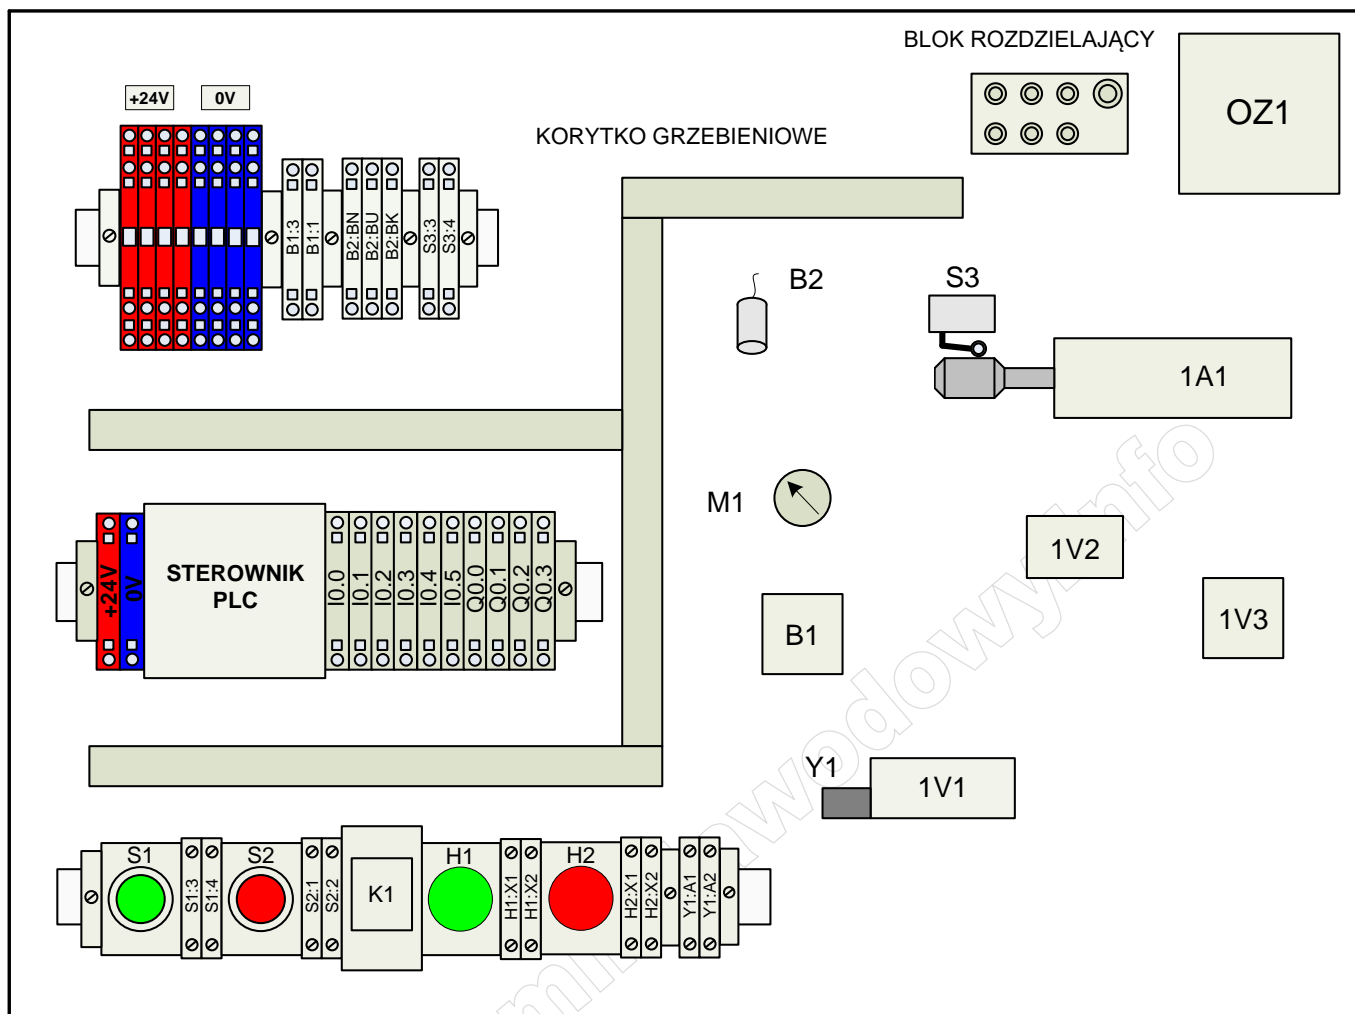 BLOK ROZDZIELAJĄCY
OZ1
+24V
0V
KORYTKO GRZEBIENIOWE
B1:3
B1:1
B2:BN
B2:BU
B2:BK
S3:3
S3:4
B2
S3
1A1
M1
1V2
+24V
0V
STEROWNIK
PLC
I0.0
I0.1
I0.2
I0.3
I0.4
I0.5
Q0.0
Q0.1
Q0.2
Q0.3
B1
1V3
Y1
1V1
S1
S1:3
S1:4
S2
S2:1
S2:2
K1
H1
H1:X1
H1:X2
H2
H2:X1
H2:X2
Y1:A1
Y1:A2